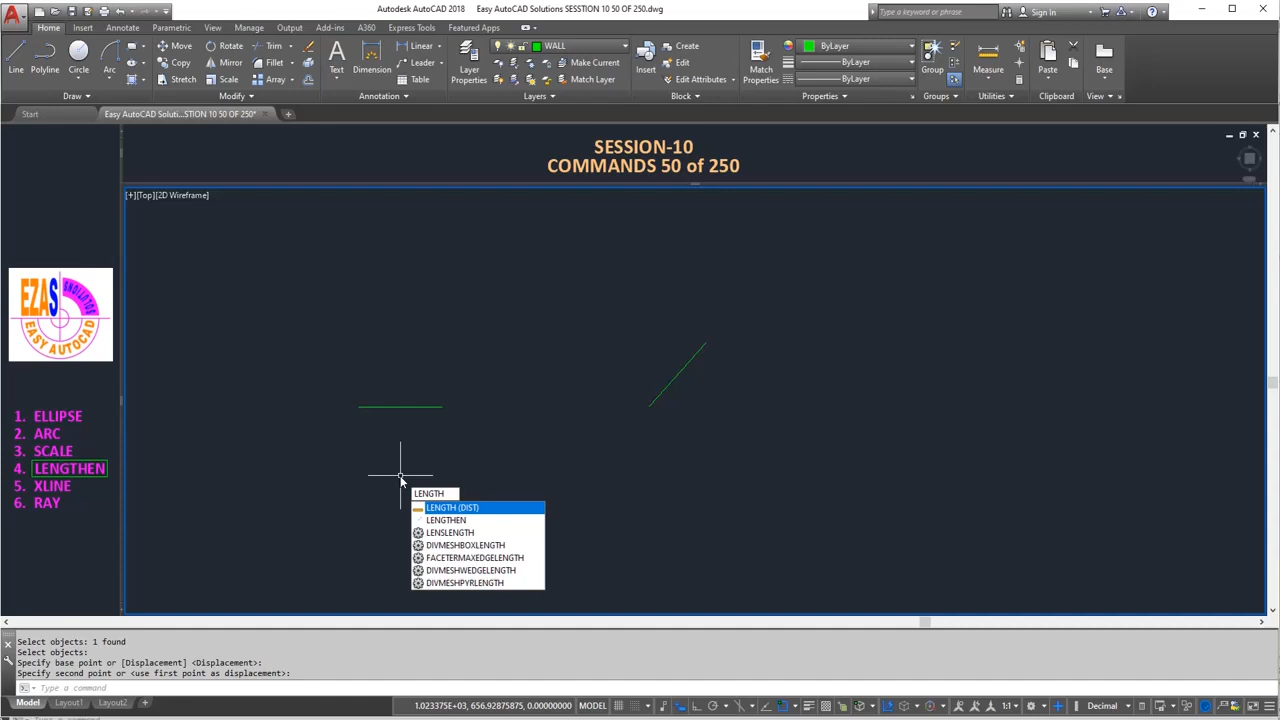 Autodesk AutoCAD 2018 Easy AutoCAD Solutions SESSTION 10 50 OF 250.dwg
Type a keyword or phrase
Sign In
Home Insert Annotate Parametric View Manage Output Add-ins A360 Express Tools Featured Apps
Line Polyline Circle Arc
Move Rotate Trim
Copy Mirror Fillet
Stretch Scale Array
Text Dimension
Linear
Leader
Table
Layer Properties
WALL
Make Current
Match Layer
Insert
Create
Edit
Edit Attributes
Match Properties
ByLayer
ByLayer
ByLayer
Group
Measure
Paste
Base
Draw Modify Annotation Layers Block Properties Groups Utilities Clipboard View
Start
Easy AutoCAD Soluti...STION 10 50 OF 250*
SESSION-10
COMMANDS 50 of 250
[+][Top][2D Wireframe]
EZAS
SOLUTIONS
EASY AUTOCAD
1. ELLIPSE
2. ARC
3. SCALE
4. LENGTHEN
5. XLINE
6. RAY
LENGTH
LENGTH (DIST)
LENGTHEN
LENSLENGTH
DIVMESHBOXLENGTH
FACETERMAXEDGELENGTH
DIVMESHWEDGELENGTH
DIVMESHPYRLENGTH
Select objects: 1 found
Select objects:
Specify base point or [Displacement] <Displacement>:
Specify second point or <use first point as displacement>:
Type a command
Model Layout1 Layout2
1.023375E+03, 656.92875875, 0.00000000 MODEL
1:1
Decimal